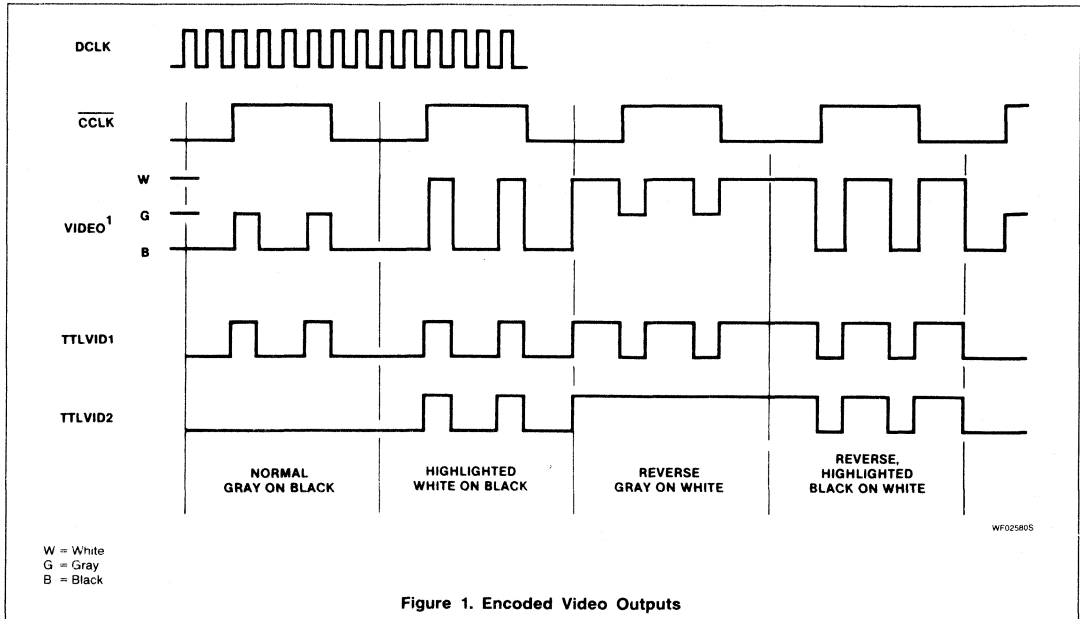 DCLK
CCLK
W
G
VIDEO1
B
TTLVID1
TTLVID2
NORMAL
GRAY ON BLACK
HIGHLIGHTED
WHITE ON BLACK
REVERSE
GRAY ON WHITE
REVERSE,
HIGHLIGHTED
BLACK ON WHITE
WF02580S
W = White
G = Gray
B = Black
Figure 1. Encoded Video Outputs